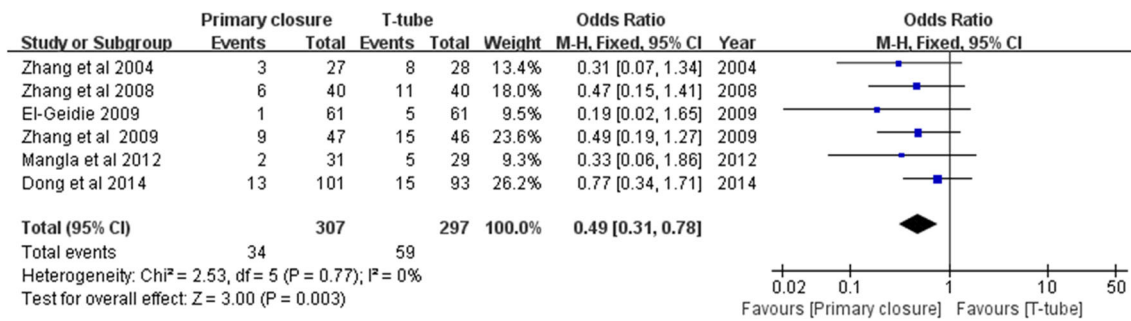 Primary closure T-tube Odds Ratio Odds Ratio
Study or Subgroup Events Total Events Total Weight M-H, Fixed, 95% CI Year M-H, Fixed, 95% CI
Zhang et al 2004 3 27 8 28 13.4% 0.31 [0.07, 1.34] 2004
Zhang et al 2008 6 40 11 40 18.0% 0.47 [0.15, 1.41] 2008
El-Geidie 2009 1 61 5 61 9.5% 0.19 [0.02, 1.65] 2009
Zhang et al 2009 9 47 15 46 23.6% 0.49 [0.19, 1.27] 2009
Mangla et al 2012 2 31 5 29 9.3% 0.33 [0.06, 1.86] 2012
Dong et al 2014 13 101 15 93 26.2% 0.77 [0.34, 1.71] 2014
Total (95% CI) 307 297 100.0% 0.49 [0.31, 0.78]
Total events 34 59
Heterogeneity: Chi² = 2.53, df = 5 (P = 0.77); I² = 0%
Test for overall effect: Z = 3.00 (P = 0.003)
0.02 0.1 1 10 50
Favours [Primary closure] Favours [T-tube]